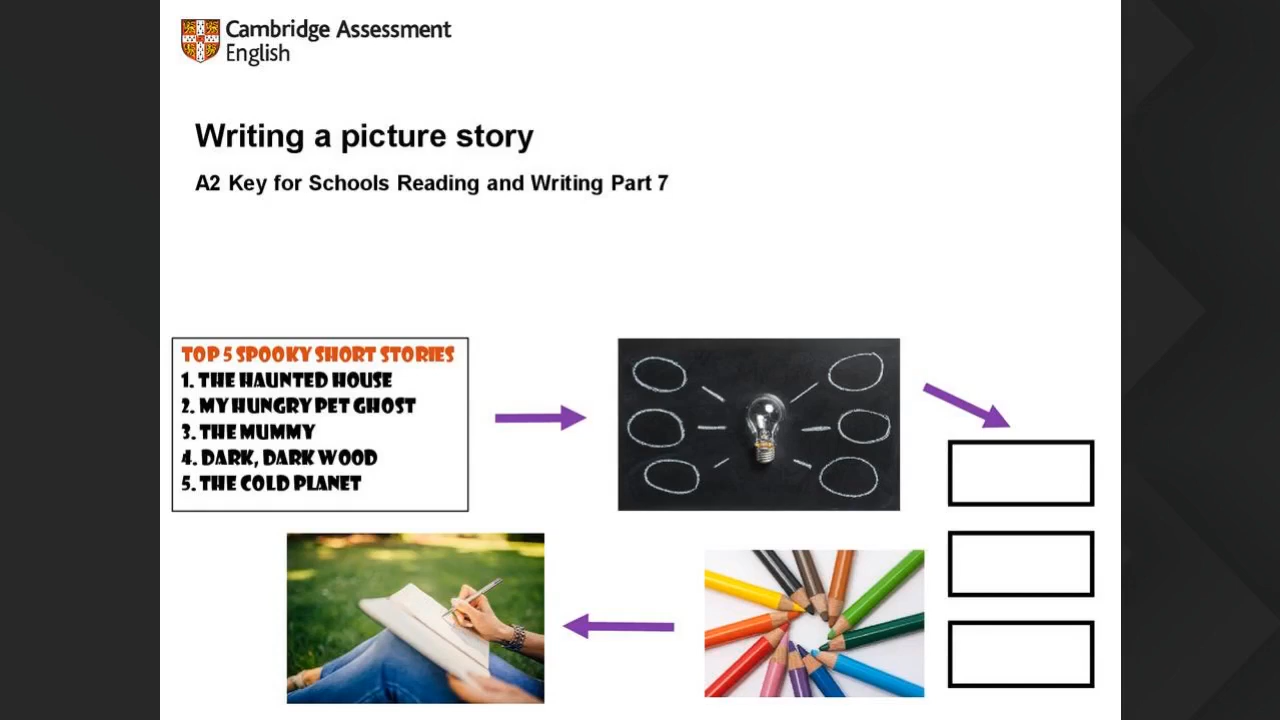 Cambridge Assessment
English
Writing a picture story
A2 Key for Schools Reading and Writing Part 7
TOP 5 SPOOKY SHORT STORIES
1. THE HAUNTED HOUSE
2. MY HUNGRY PET GHOST
3. THE MUMMY
4. DARK, DARK WOOD
5. THE COLD PLANET